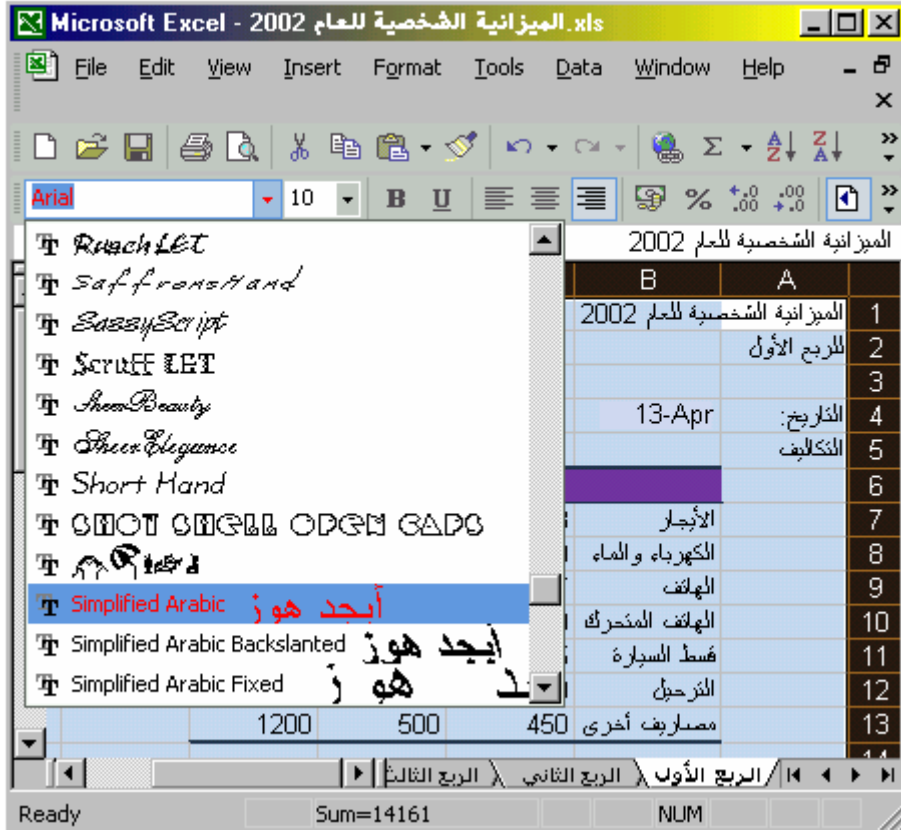 Microsoft Excel - الميزانية الشخصية للعام 2002.xls
File Edit View Insert Format Tools Data Window Help
Arial 10 B U
الميزانية الشخصية للعام 2002
Ruach LET
SaffronsHand
SassyScript
Scruff LET
SheerBeauty
SheerElegance
Short Hand
SHOT SHELL OPEN CAPS
Simplified Arabic أبجد هوز
Simplified Arabic Backslanted أبجد هوز
Simplified Arabic Fixed هوز
B A
1 الميزانية الشخصية للعام 2002
2 للربع الأول
3
4 التاريخ: 13-Apr
5 التكاليف
6
7 الأيجار
8 الكهرباء والماء
9 الهاتف
10 الهاتف المتحرك
11 قسط السيارة
12 الترحيل
13 مصاريف أخرى 450 500 1200
14
الربع الأول الربع الثاني الربع الثالث
Ready Sum=14161 NUM